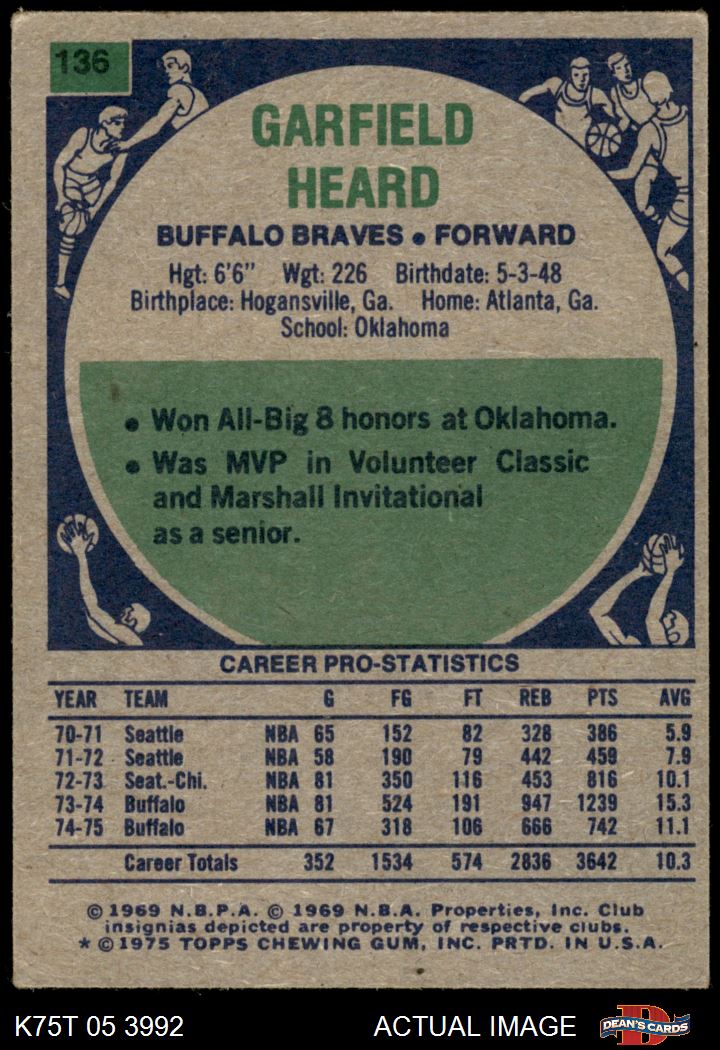 136
GARFIELD
HEARD
BUFFALO BRAVES • FORWARD
Hgt: 6'6" Wgt: 226 Birthdate: 5-3-48
Birthplace: Hogansville, Ga. Home: Atlanta, Ga.
School: Oklahoma
• Won All-Big 8 honors at Oklahoma.
• Was MVP in Volunteer Classic
and Marshall Invitational
as a senior.
CAREER PRO-STATISTICS
YEAR TEAM G FG FT REB PTS AVG
70-71 Seattle NBA 65 152 82 328 386 5.9
71-72 Seattle NBA 58 190 79 442 459 7.9
72-73 Seat.-Chi. NBA 81 350 116 453 816 10.1
73-74 Buffalo NBA 81 524 191 947 1239 15.3
74-75 Buffalo NBA 67 318 106 666 742 11.1
Career Totals 352 1534 574 2836 3642 10.3
© 1969 N.B.P.A. © 1969 N.B.A. Properties, Inc. Club
insignias depicted are property of respective clubs.
* © 1975 TOPPS CHEWING GUM, INC. PRTD. IN U.S.A.
K75T 05 3992 ACTUAL IMAGE D DEAN'S CARDS